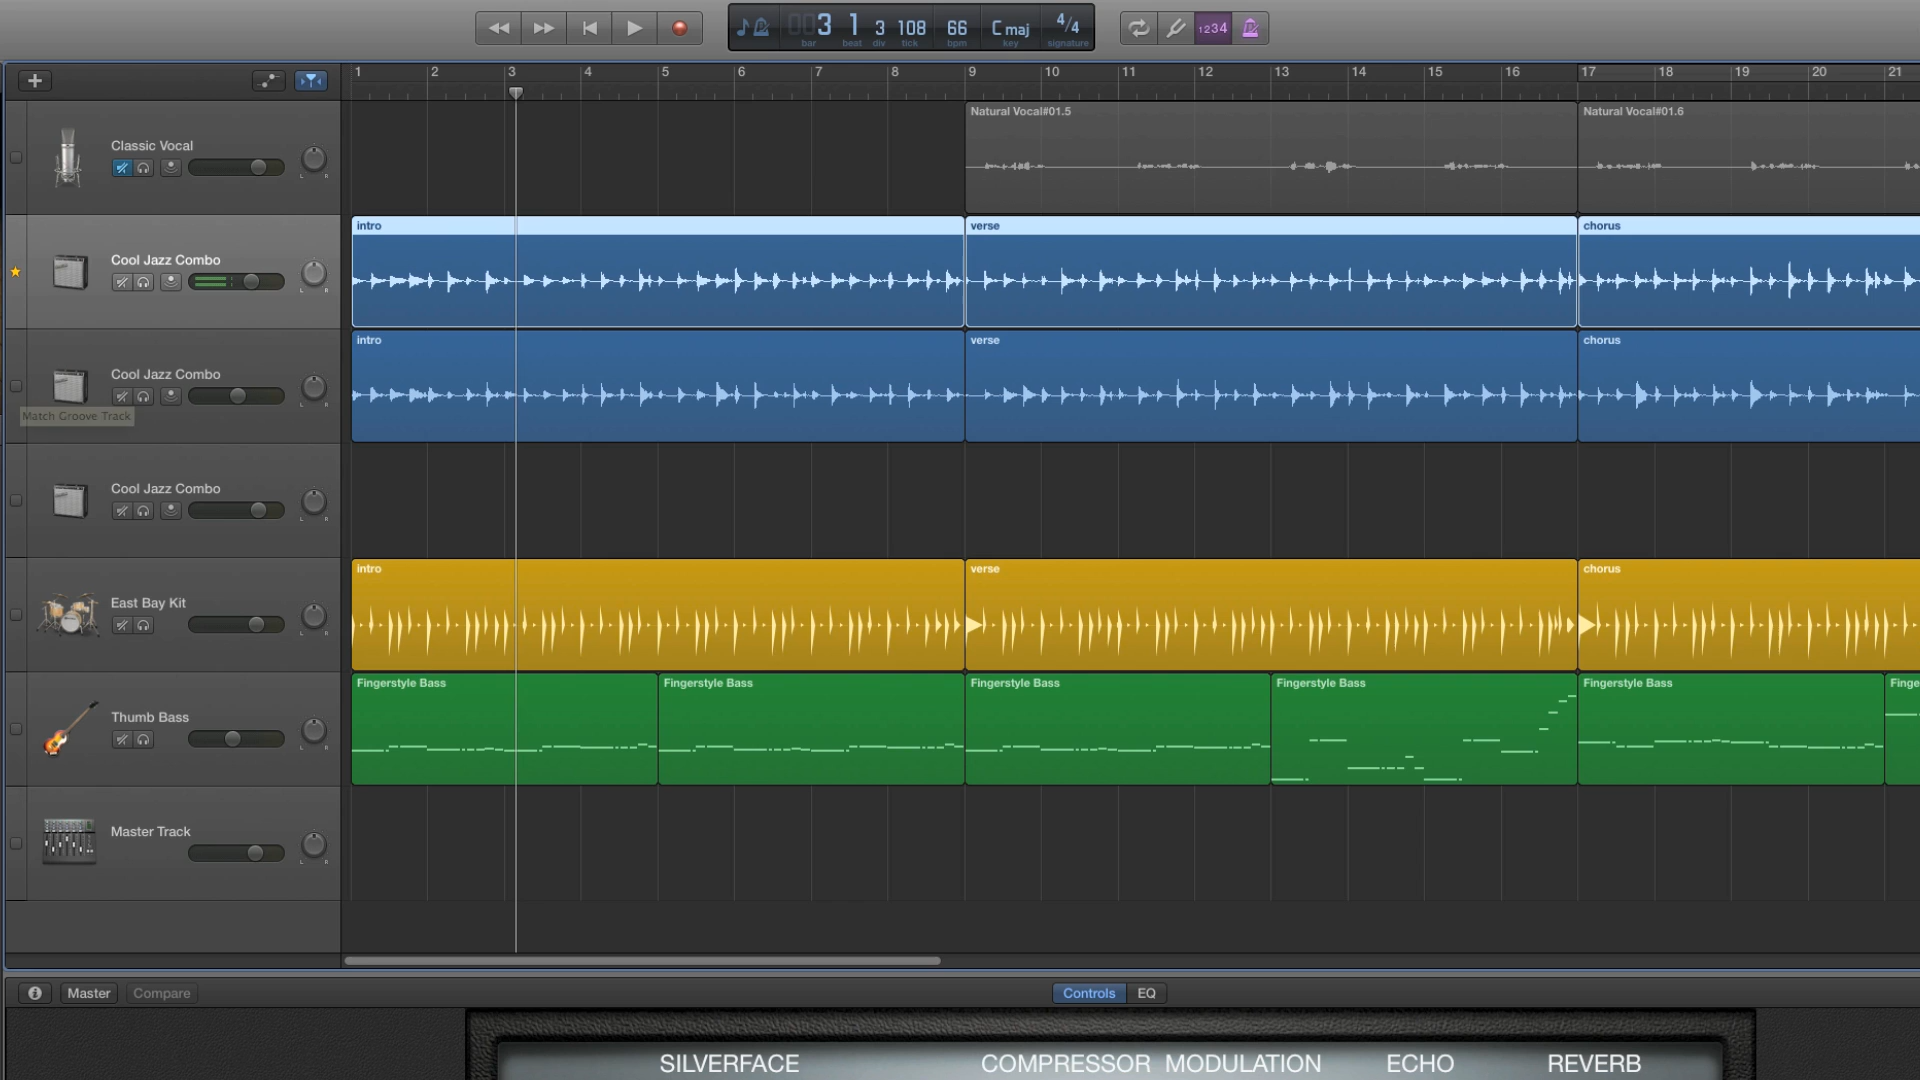 3 1 3 108 66 C maj 4/4
bar beat div tick bpm key signature
1234
1 2 3 4 5 6 7 8 9 10 11 12 13 14 15 16 17 18 19 20 21
Natural Vocal#01.5 Natural Vocal#01.6
Classic Vocal
L R
intro verse chorus
Cool Jazz Combo
L R
intro verse chorus
Cool Jazz Combo
L R
Match Groove Track
Cool Jazz Combo
L R
intro verse chorus
East Bay Kit
L R
Fingerstyle Bass Fingerstyle Bass Fingerstyle Bass Fingerstyle Bass Fingerstyle Bass Finge
Thumb Bass
L R
Master Track
L R
Master Compare Controls EQ
SILVERFACE COMPRESSOR MODULATION ECHO REVERB